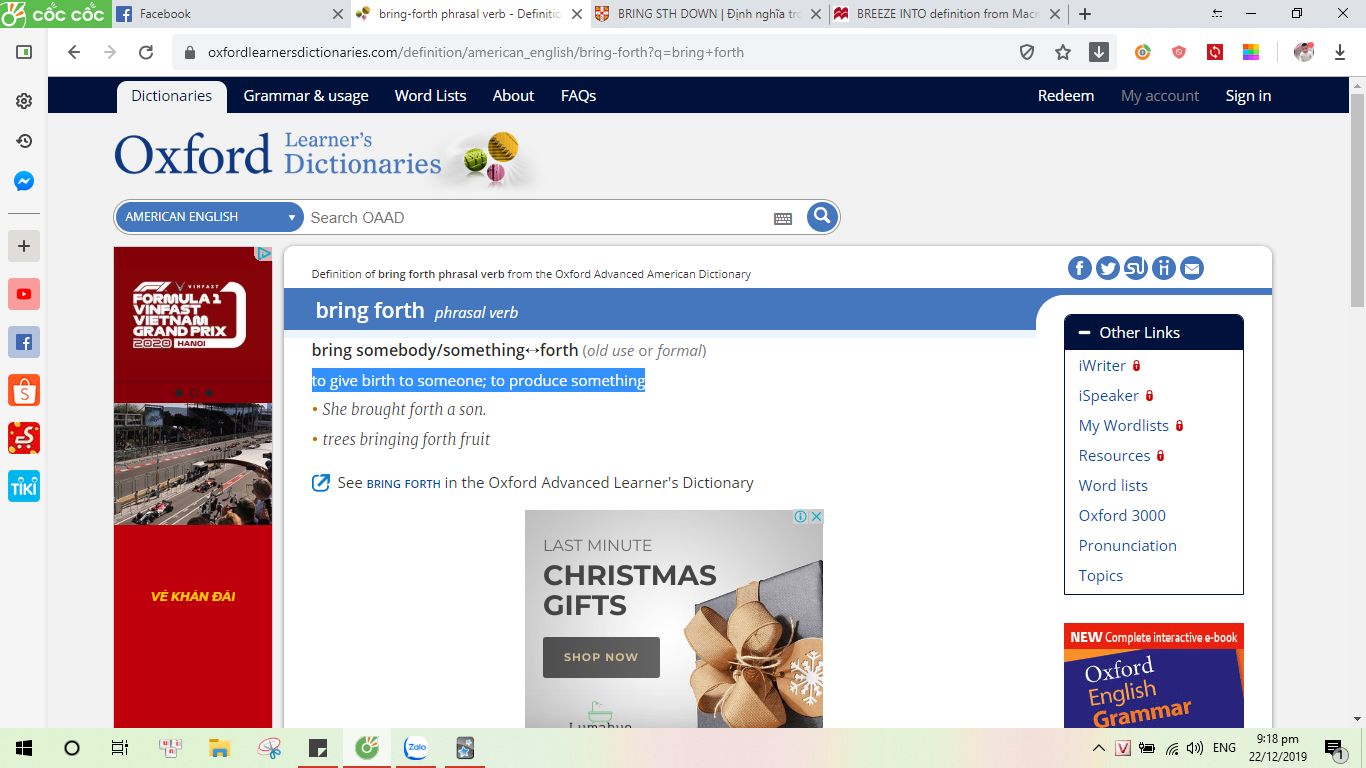 cốc cốc
Facebook
bring-forth phrasal verb - Definitio
BRING STH DOWN | Định nghĩa tro
BREEZE INTO definition from Macm
oxfordlearnersdictionaries.com/definition/american_english/bring-forth?q=bring+forth
Dictionaries
Grammar & usage
Word Lists
About
FAQs
Redeem
My account
Sign in
Oxford Learner's Dictionaries
AMERICAN ENGLISH
Search OAAD
Definition of bring forth phrasal verb from the Oxford Advanced American Dictionary
bring forth phrasal verb
bring somebody/something↔forth (old use or formal)
to give birth to someone; to produce something
• She brought forth a son.
• trees bringing forth fruit
See BRING FORTH in the Oxford Advanced Learner's Dictionary
VINFAST
FORMULA 1
VINFAST
VIETNAM
GRAND PRIX
2020 HANOI
VÉ KHÁN ĐÀI
LAST MINUTE
CHRISTMAS
GIFTS
SHOP NOW
Other Links
iWriter
iSpeaker
My Wordlists
Resources
Word lists
Oxford 3000
Pronunciation
Topics
NEW Complete interactive e-book
Oxford
English
Grammar
TIKI
Zalo
ENG
9:18 pm
22/12/2019
1